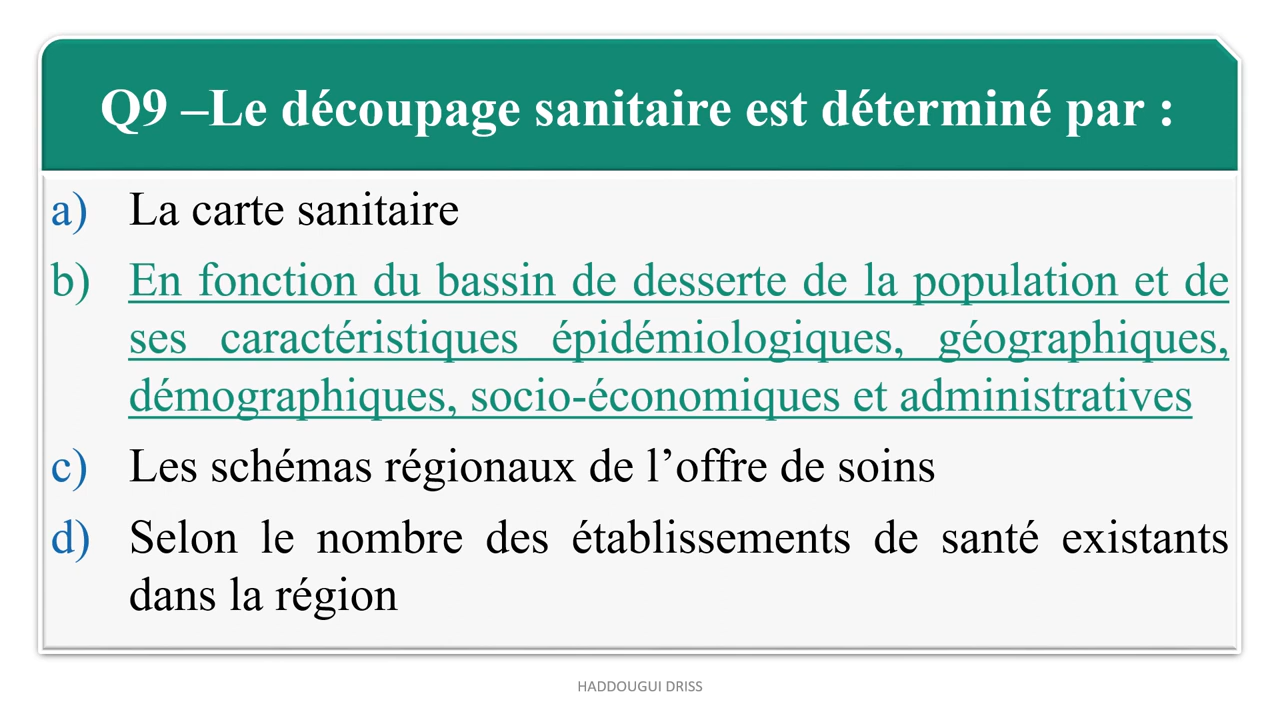 Q9 –Le découpage sanitaire est déterminé par :
a) La carte sanitaire
b) En fonction du bassin de desserte de la population et de
ses caractéristiques épidémiologiques, géographiques,
démographiques, socio-économiques et administratives
c) Les schémas régionaux de l’offre de soins
d) Selon le nombre des établissements de santé existants
dans la région
HADDOUGUI DRISS